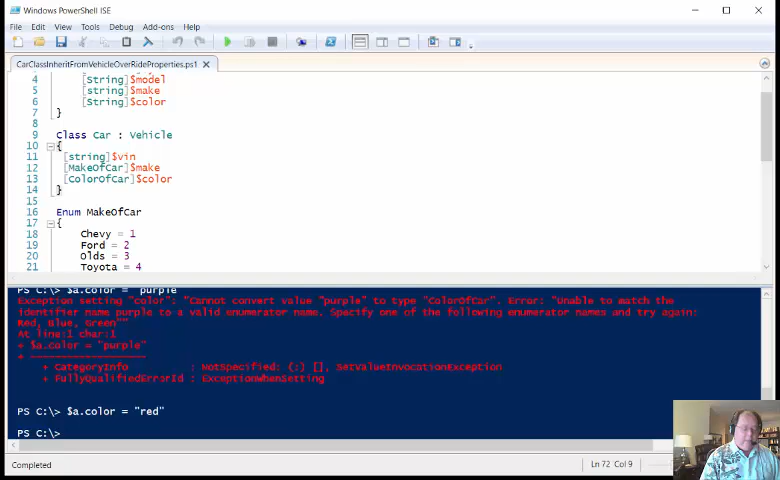 Windows PowerShell ISE
File Edit View Tools Debug Add-ons Help
CarClassInheritFromVehicleOverRideProperties.ps1
4 [String]$model
5 [String]$make
6 [String]$color
7 }
8
9 Class Car : Vehicle
10 {
11 [string]$vin
12 [MakeOfCar]$make
13 [ColorOfCar]$color
14 }
15
16 Enum MakeOfCar
17 {
18 Chevy = 1
19 Ford = 2
20 Olds = 3
21 Toyota = 4
PS C:\> $a.color = "purple"
Exception setting "color": "Cannot convert value "purple" to type "ColorOfCar". Error: "Unable to match the
identifier name purple to a valid enumerator name. Specify one of the following enumerator names and try again:
Red, Blue, Green""
At line:1 char:1
+ $a.color = "purple"
+ ~~~~~~~~~~~~~~~~~~~
+ CategoryInfo : NotSpecified: (:) [], SetValueInvocationException
+ FullyQualifiedErrorId : ExceptionWhenSetting
PS C:\> $a.color = "red"
PS C:\>
Completed
Ln 72 Col 9